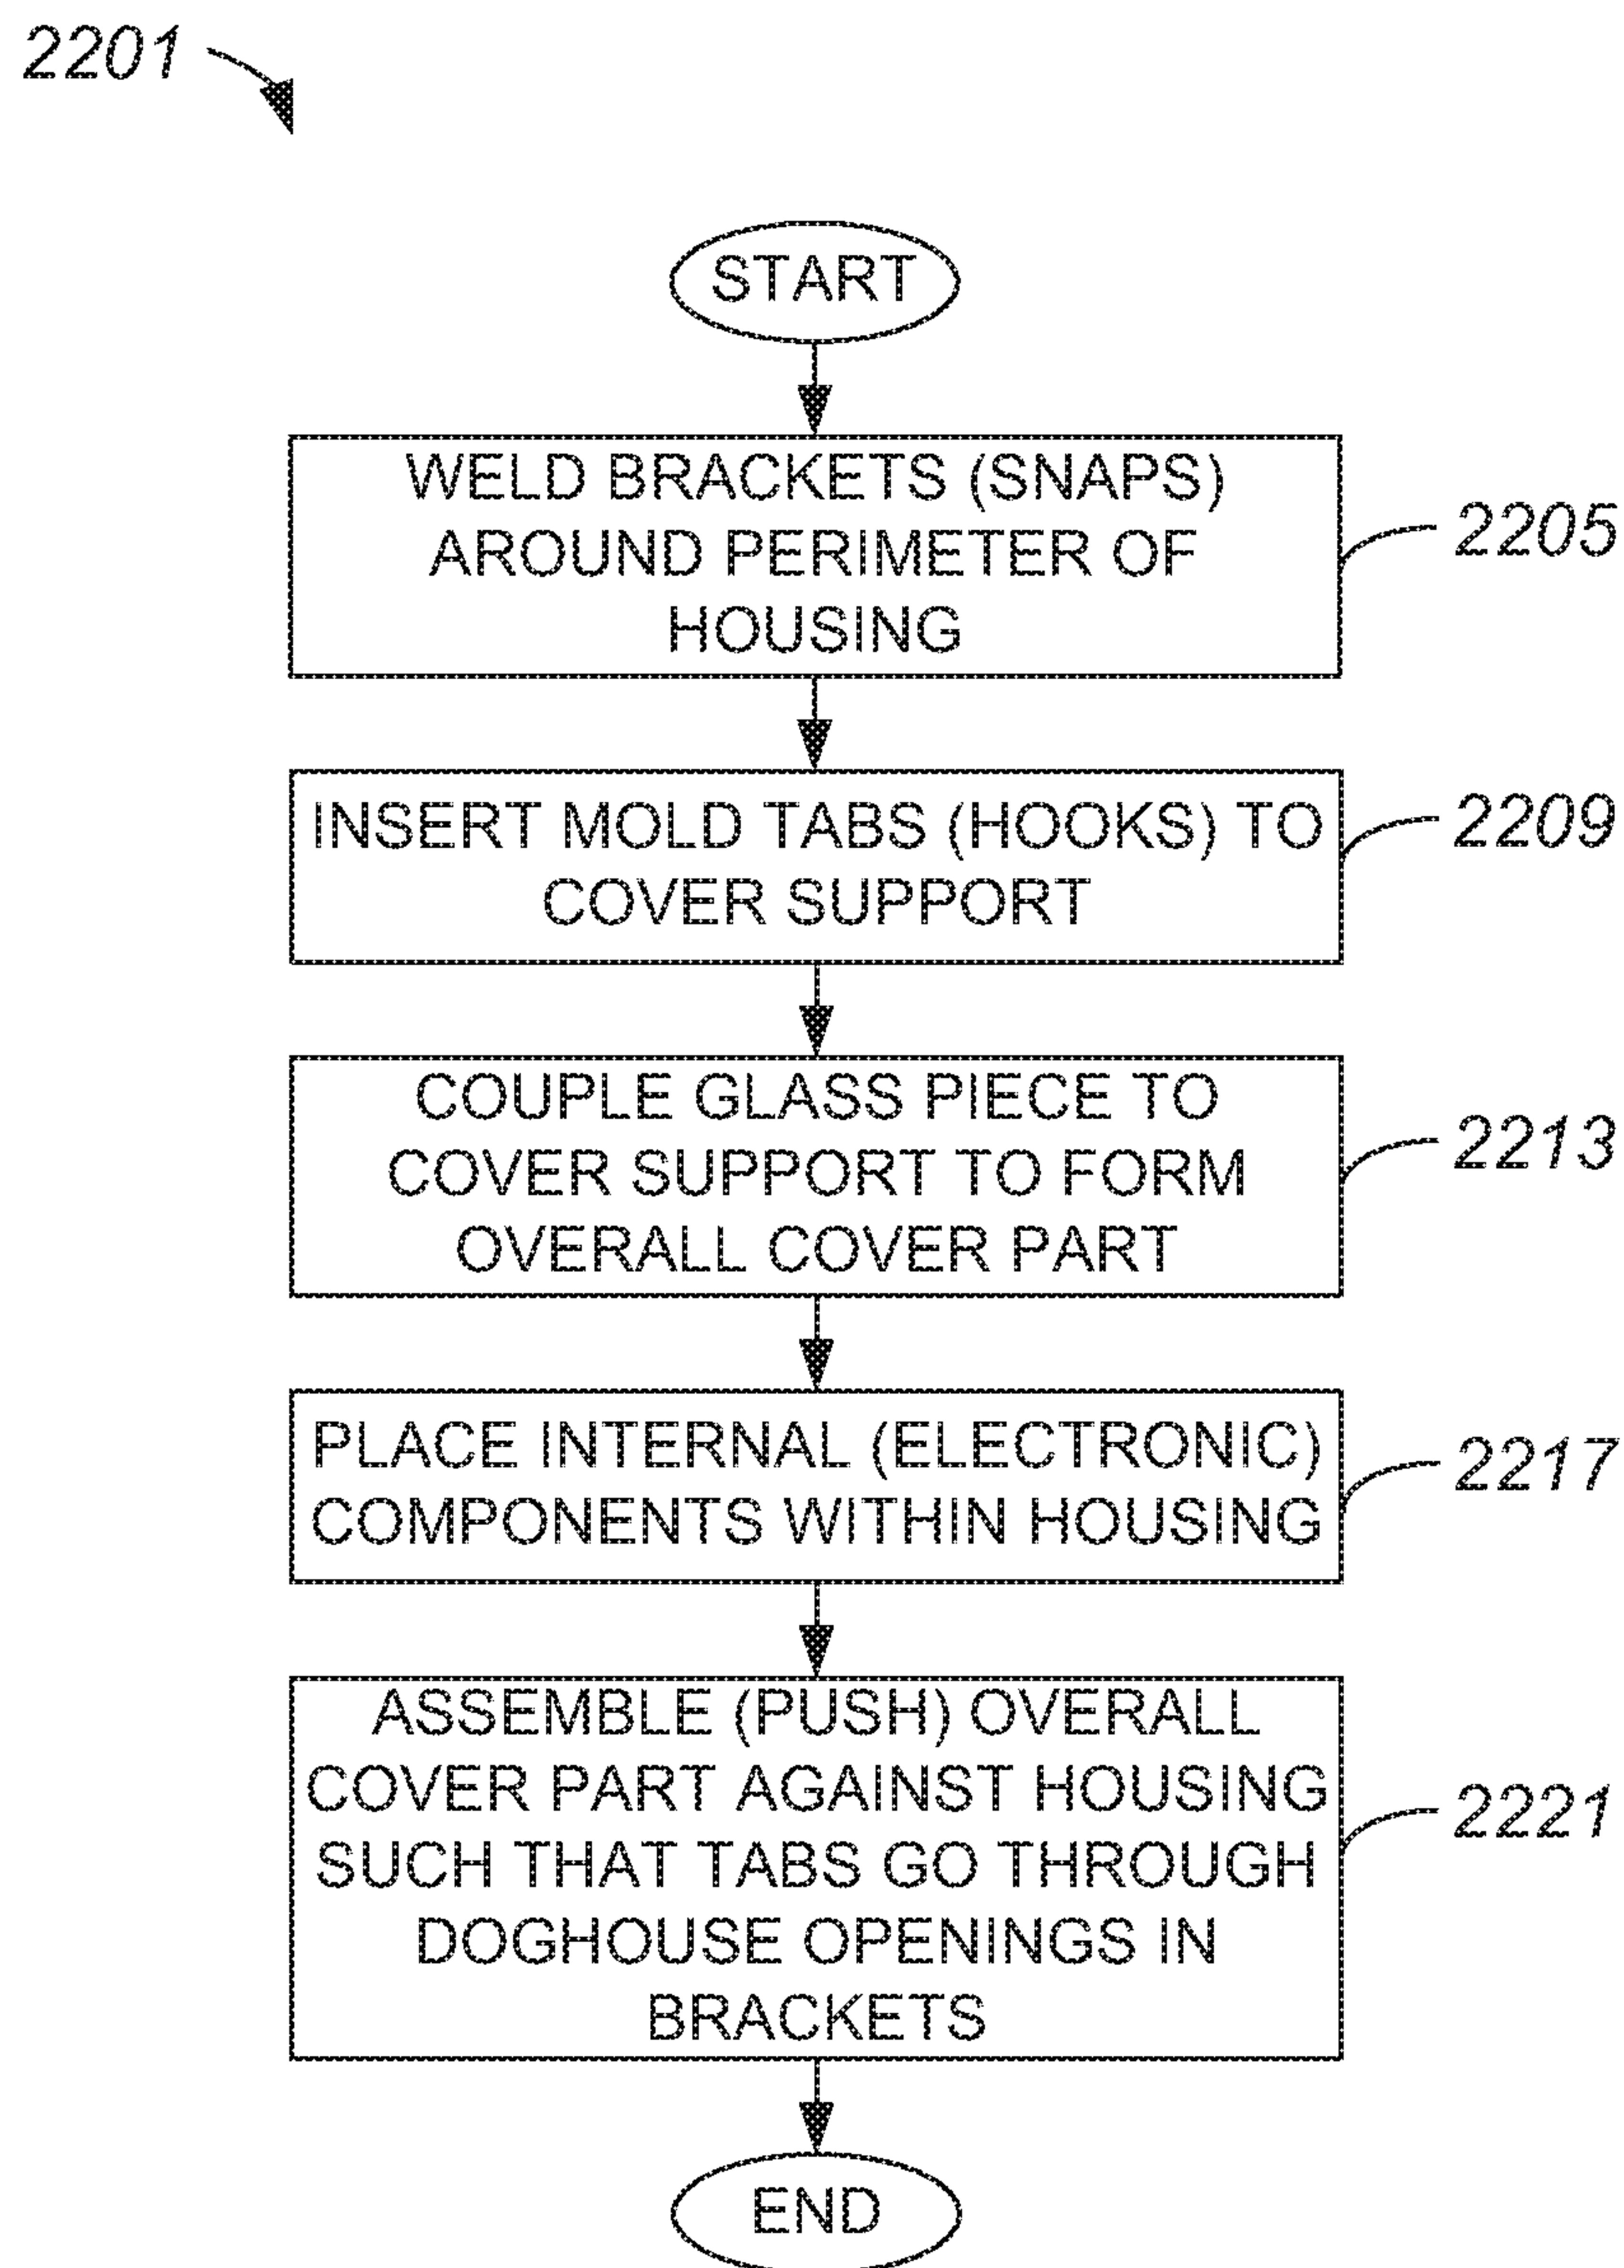 2201
START
WELD BRACKETS (SNAPS)
AROUND PERIMETER OF
HOUSING
2205
INSERT MOLD TABS (HOOKS) TO
COVER SUPPORT
2209
COUPLE GLASS PIECE TO
COVER SUPPORT TO FORM
OVERALL COVER PART
2213
PLACE INTERNAL (ELECTRONIC)
COMPONENTS WITHIN HOUSING
2217
ASSEMBLE (PUSH) OVERALL
COVER PART AGAINST HOUSING
SUCH THAT TABS GO THROUGH
DOGHOUSE OPENINGS IN
BRACKETS
2221
END